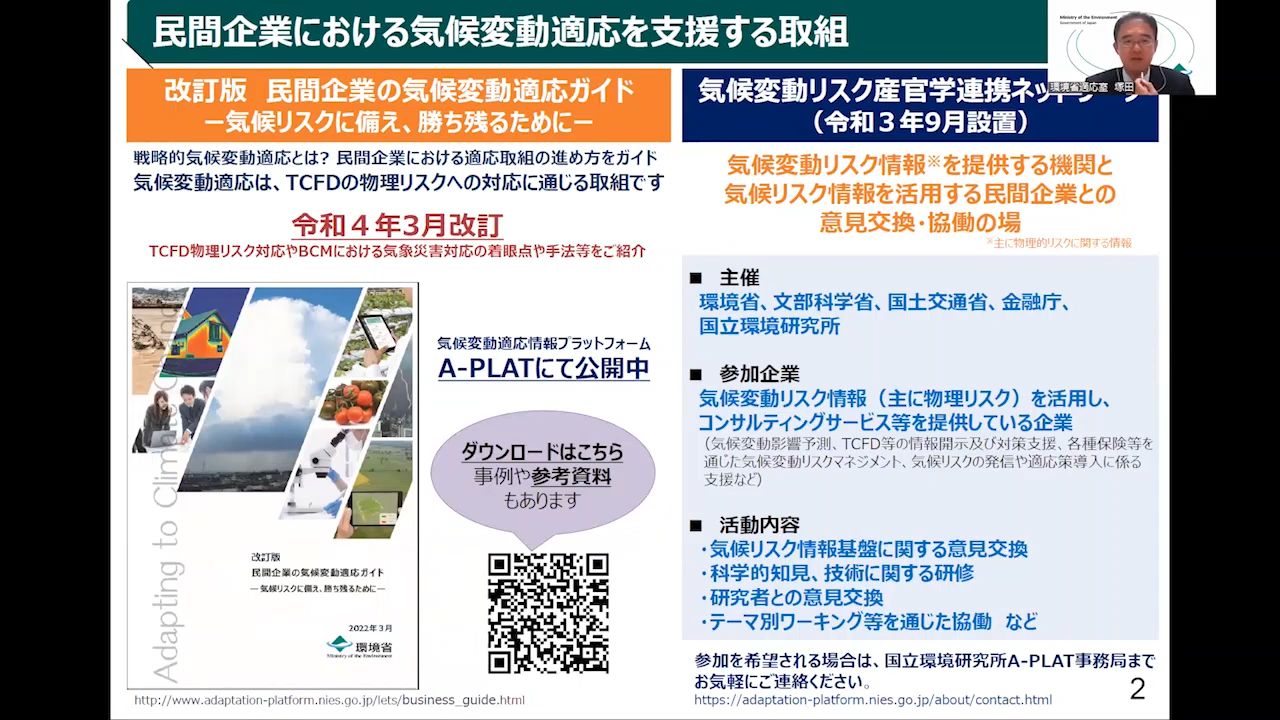 民間企業における気候変動適応を支援する取組
Ministry of the Environment
Government of Japan
環境省適応室 塚田
改訂版 民間企業の気候変動適応ガイド
－気候リスクに備え、勝ち残るために－
戦略的気候変動適応とは? 民間企業における適応取組の進め方をガイド
気候変動適応は、TCFDの物理リスクへの対応に通じる取組です
令和４年3月改訂
TCFD物理リスク対応やBCMにおける気象災害対応の着眼点や手法等をご紹介
Adapting to Climate Change
気候変動適応情報プラットフォーム
A-PLATにて公開中
ダウンロードはこちら
事例や参考資料
もあります
改訂版
民間企業の気候変動適応ガイド
－気候リスクに備え、勝ち残るために－
2022年3月
環境省
Ministry of the Environment
http://www.adaptation-platform.nies.go.jp/lets/business_guide.html
気候変動リスク産官学連携ネットワーク
（令和３年9月設置）
気候変動リスク情報※を提供する機関と
気候リスク情報を活用する民間企業との
意見交換・協働の場
※主に物理的リスクに関する情報
■ 主催
環境省、文部科学省、国土交通省、金融庁、
国立環境研究所
■ 参加企業
気候変動リスク情報（主に物理リスク）を活用し、
コンサルティングサービス等を提供している企業
（気候変動影響予測、TCFD等の情報開示及び対策支援、各種保険等を
通じた気候変動リスクマネジメント、気候リスクの発信や適応策導入に係る
支援など）
■ 活動内容
・気候リスク情報基盤に関する意見交換
・科学的知見、技術に関する研修
・研究者との意見交換
・テーマ別ワーキング等を通じた協働 など
参加を希望される場合は、国立環境研究所A-PLAT事務局まで
お気軽にご連絡ください。
https://adaptation-platform.nies.go.jp/about/contact.html
2